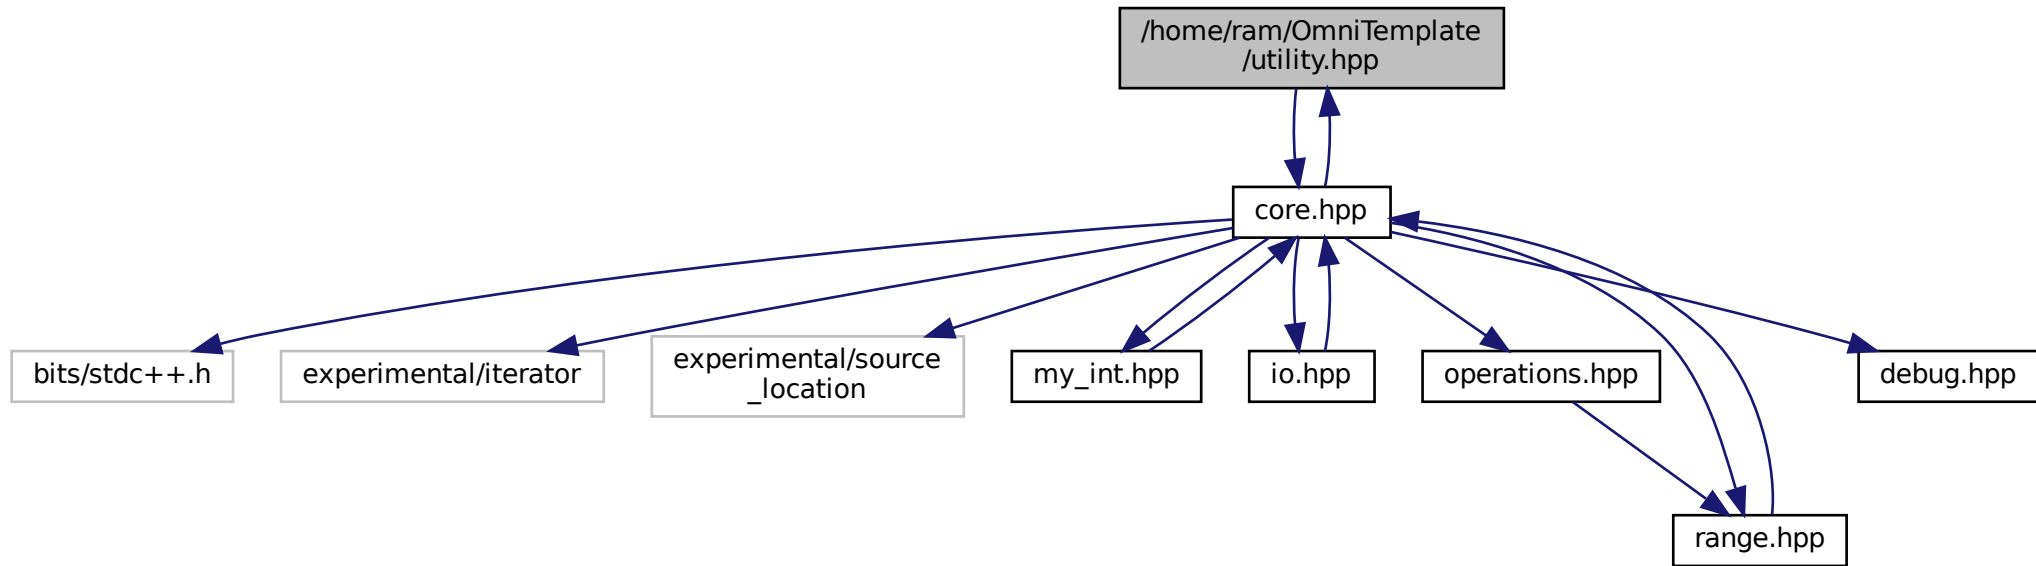 /home/ram/OmniTemplate
/utility.hpp
core.hpp
bits/stdc++.h
experimental/iterator
experimental/source
_location
my_int.hpp
io.hpp
operations.hpp
debug.hpp
range.hpp